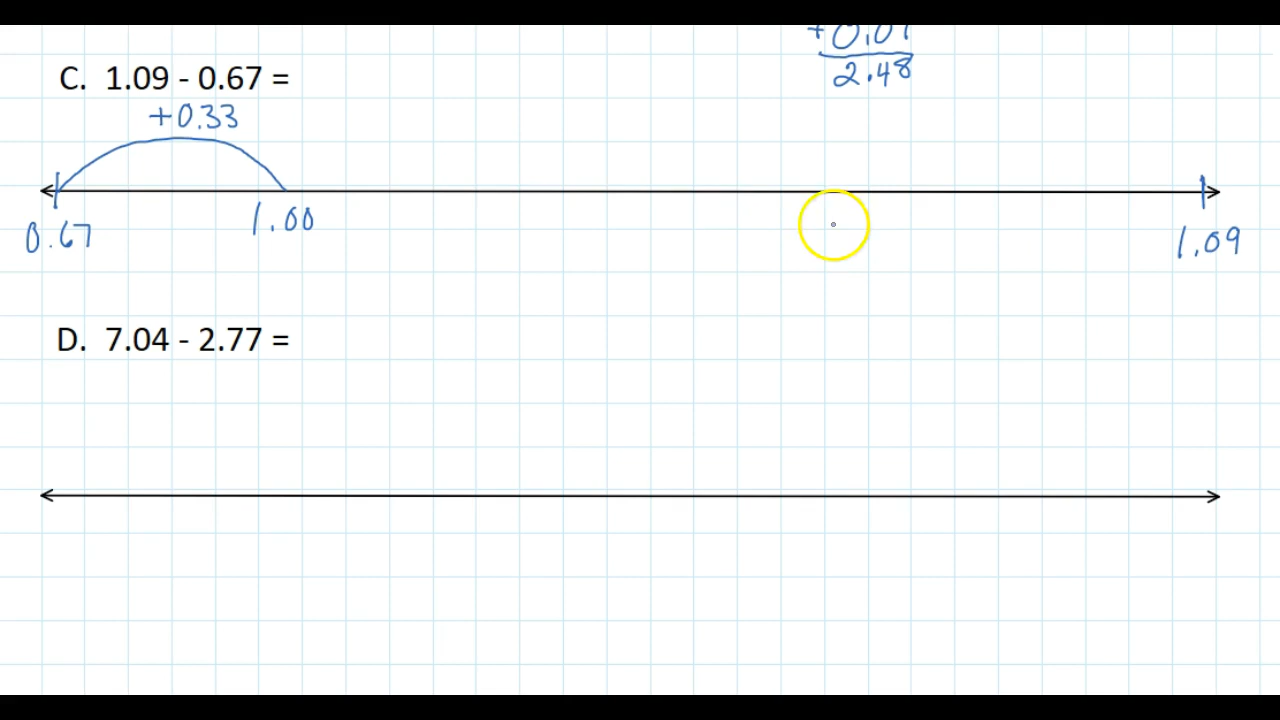 2.48
C. 1.09 - 0.67 =
+0.33
0.67 1.00 1.09
D. 7.04 - 2.77 =